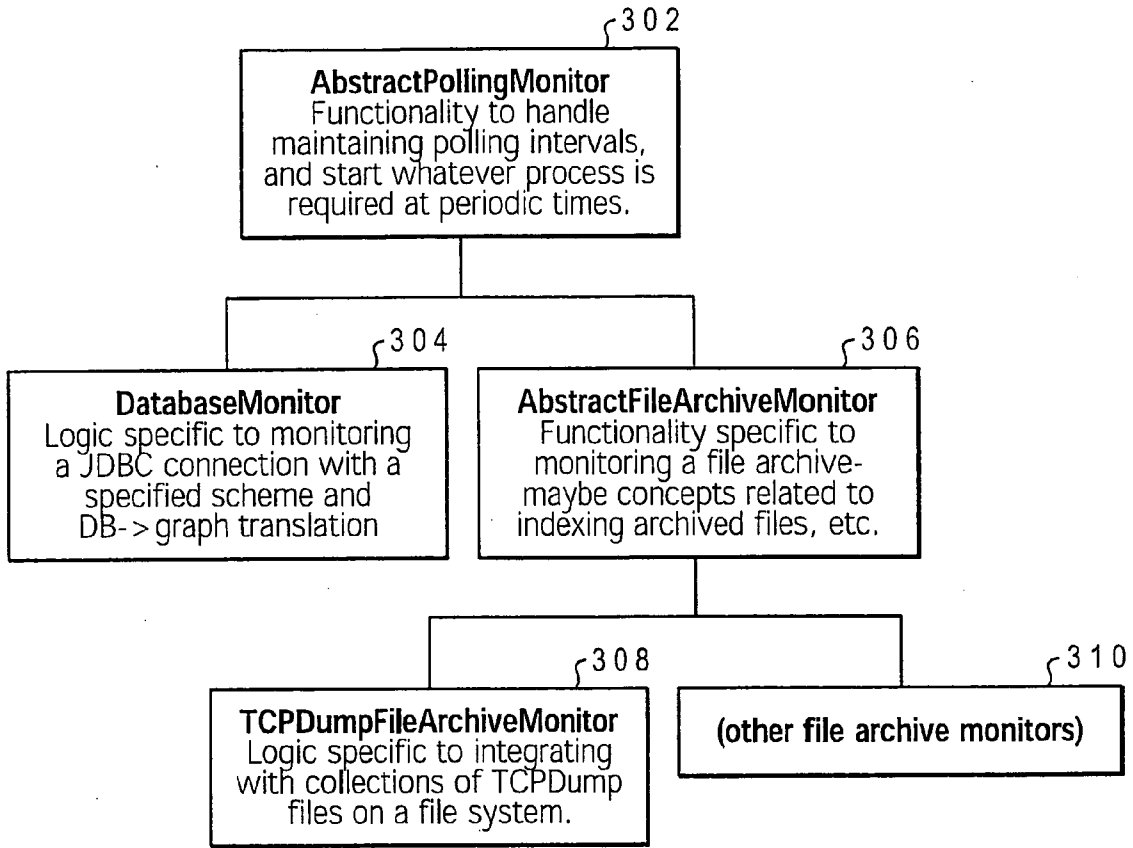 302
AbstractPollingMonitor
Functionality to handle
maintaining polling intervals,
and start whatever process is
required at periodic times.
304
DatabaseMonitor
Logic specific to monitoring
a JDBC connection with a
specified scheme and
DB->graph translation
306
AbstractFileArchiveMonitor
Functionality specific to
monitoring a file archive-
maybe concepts related to
indexing archived files, etc.
308
TCPDumpFileArchiveMonitor
Logic specific to integrating
with collections of TCPDump
files on a file system.
310
(other file archive monitors)